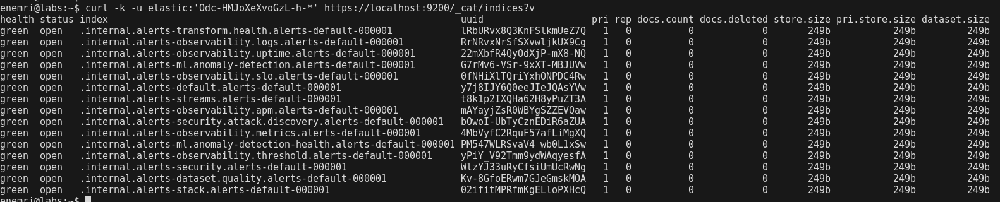 enemri@labs:~$ curl -k -u elastic:'Odc-HMJoXeXvoGzL-h-*' https://localhost:9200/_cat/indices?v
health status index uuid pri rep docs.count docs.deleted store.size pri.store.size dataset.size
green open .internal.alerts-transform.health.alerts-default-000001 lRbURvx8Q3KnFSlkmUeZ7Q 1 0 0 0 249b 249b 249b
green open .internal.alerts-observability.logs.alerts-default-000001 RrNRvxNrSfSXvwljkUX9Cg 1 0 0 0 249b 249b 249b
green open .internal.alerts-observability.uptime.alerts-default-000001 22mXbfR4QyOdXjP-mX8-NQ 1 0 0 0 249b 249b 249b
green open .internal.alerts-ml.anomaly-detection.alerts-default-000001 G7rMv6-VSr-9xXT-MBJUVw 1 0 0 0 249b 249b 249b
green open .internal.alerts-observability.slo.alerts-default-000001 0fNHiXlTQriYxhONPDC4Rw 1 0 0 0 249b 249b 249b
green open .internal.alerts-default.alerts-default-000001 y7j8IJY6Q0eeJIeJQAsYVw 1 0 0 0 249b 249b 249b
green open .internal.alerts-streams.alerts-default-000001 t8k1p2IXQHa62H8yPuZT3A 1 0 0 0 249b 249b 249b
green open .internal.alerts-observability.apm.alerts-default-000001 mAYayjZsR0WBYgSZZEVQaw 1 0 0 0 249b 249b 249b
green open .internal.alerts-security.attack.discovery.alerts-default-000001 bOwoI-UbTyCznEDiR6aZUA 1 0 0 0 249b 249b 249b
green open .internal.alerts-observability.metrics.alerts-default-000001 4MbVyfC2RquF57afLiMgXQ 1 0 0 0 249b 249b 249b
green open .internal.alerts-ml.anomaly-detection-health.alerts-default-000001 PM547WLRSvaV4_wb0L1xSw 1 0 0 0 249b 249b 249b
green open .internal.alerts-observability.threshold.alerts-default-000001 yPiY_V92Tmm9ydWAqyesfA 1 0 0 0 249b 249b 249b
green open .internal.alerts-security.alerts-default-000001 WlzYJ33uRyCfsiUmUcRwNg 1 0 0 0 249b 249b 249b
green open .internal.alerts-dataset.quality.alerts-default-000001 Kv-8GfoERwm7GJeGmskMOA 1 0 0 0 249b 249b 249b
green open .internal.alerts-stack.alerts-default-000001 02ifitMPRfmKgELloPXHcQ 1 0 0 0 249b 249b 249b
enemri@labs:~$